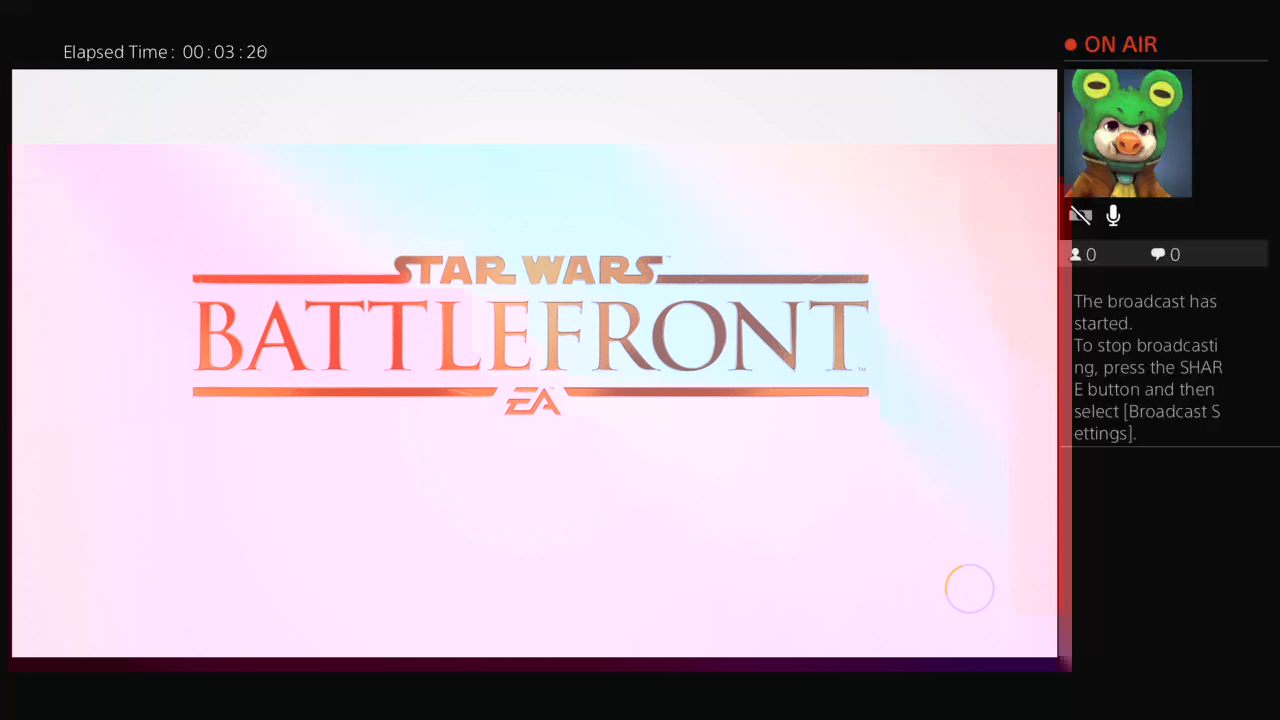 Elapsed Time: 00:03:26
ON AIR
0 0
STAR WARS
BATTLEFRONT™
EA
The broadcast has
started.
To stop broadcasti
ng, press the SHAR
E button and then
select [Broadcast S
ettings].